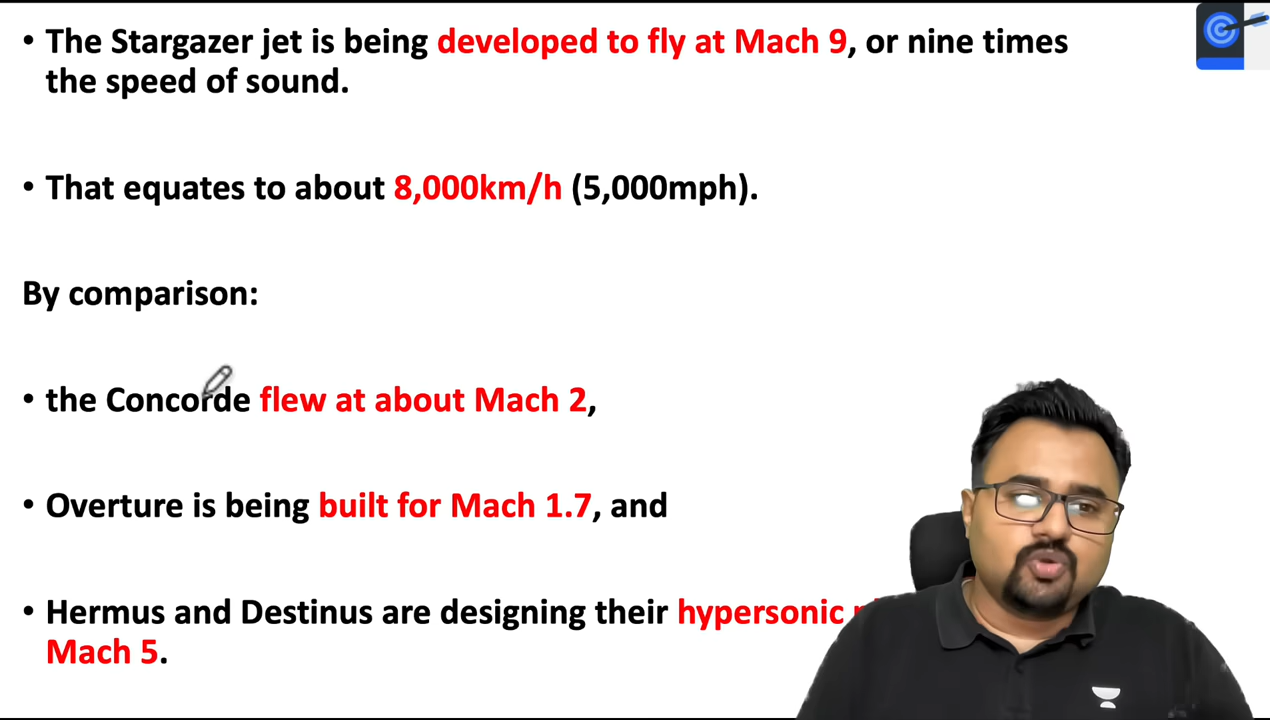 • The Stargazer jet is being developed to fly at Mach 9, or nine times
the speed of sound.
• That equates to about 8,000km/h (5,000mph).
By comparison:
• the Concorde flew at about Mach 2,
• Overture is being built for Mach 1.7, and
• Hermus and Destinus are designing their hypersonic
Mach 5.